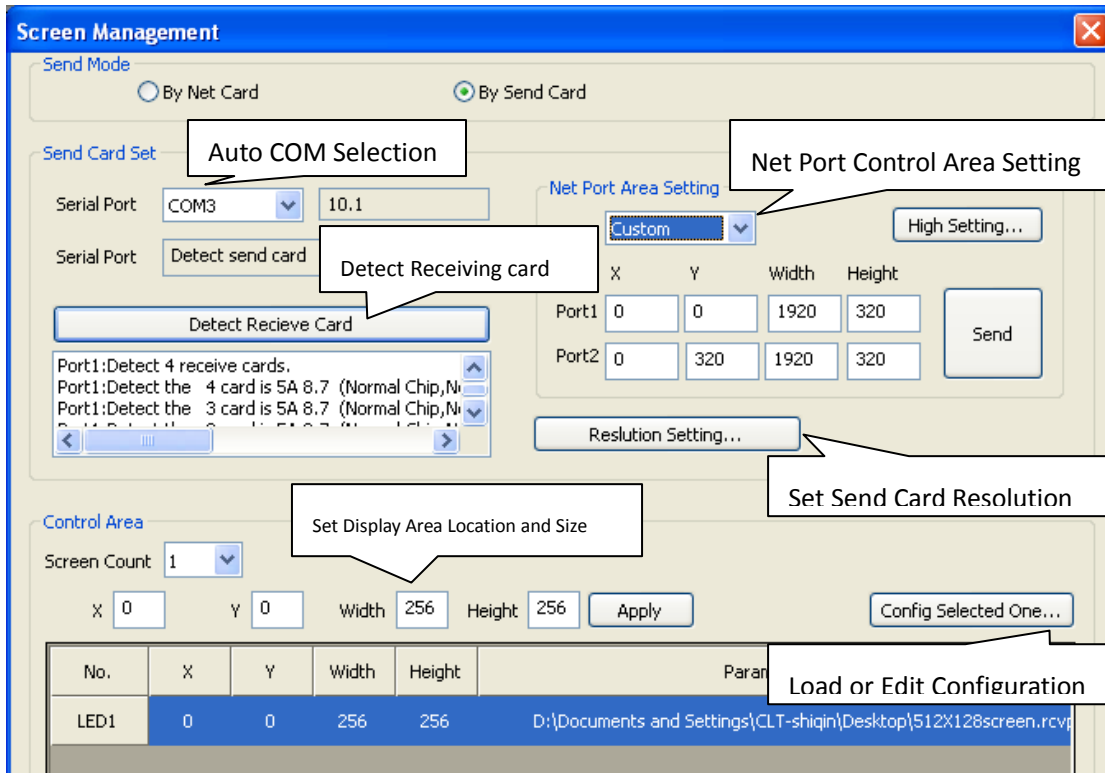 Screen Management
Send Mode
By Net Card
By Send Card
Send Card Set
Auto COM Selection
Net Port Control Area Setting
Serial Port
COM3
10.1
Net Port Area Setting
Custom
High Setting...
Serial Port
Detect send card
Detect Receiving card
X Y Width Height
Detect Recieve Card
Port1 0 0 1920 320
Send
Port2 0 320 1920 320
Port1:Detect 4 receive cards.
Port1:Detect the 4 card is 5A 8.7 (Normal Chip,N
Port1:Detect the 3 card is 5A 8.7 (Normal Chip,N
Reslution Setting...
Set Send Card Resolution
Control Area
Set Display Area Location and Size
Screen Count 1
X 0 Y 0 Width 256 Height 256 Apply
Config Selected One...
No. X Y Width Height Param
Load or Edit Configuration
LED1 0 0 256 256 D:\Documents and Settings\CLT-shiqin\Desktop\512X128screen.rcvp